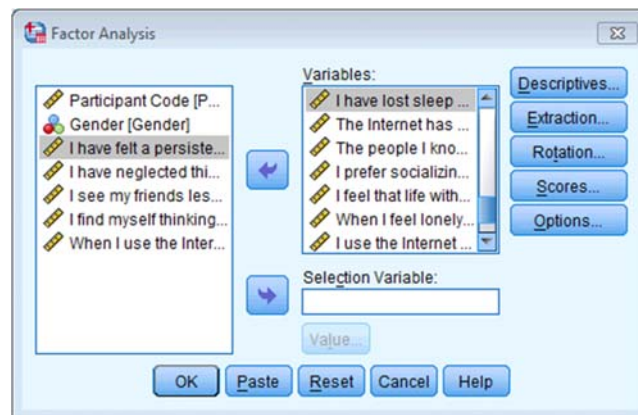 Factor Analysis
Participant Code [P...
Gender [Gender]
I have felt a persiste...
I have neglected thi...
I see my friends les...
I find myself thinking...
When I use the Inter...
Variables:
I have lost sleep ...
The Internet has ...
The people I kno...
I prefer socializin...
I feel that life with...
When I feel lonely...
I use the Internet ...
Selection Variable:
Value...
Descriptives...
Extraction...
Rotation...
Scores...
Options...
OK
Paste
Reset
Cancel
Help